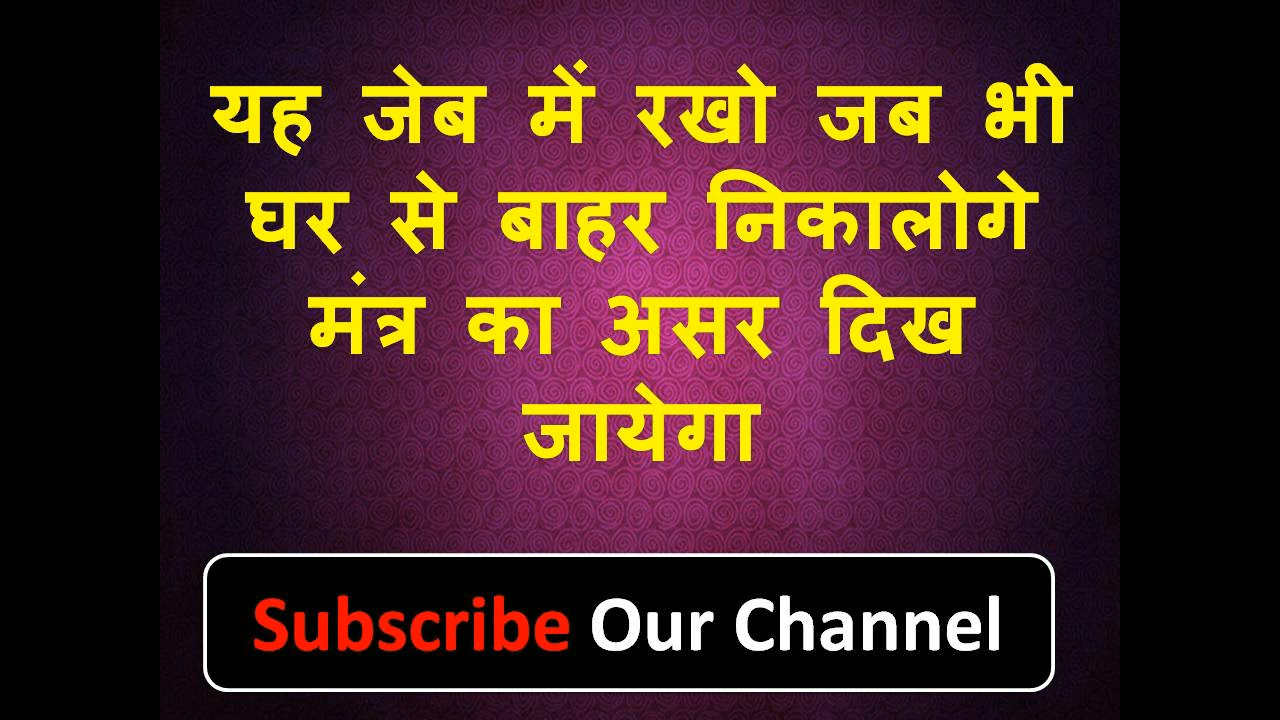 यह जेब में रखो जब भी
घर से बाहर निकालोगे
मंत्र का असर दिख
जायेगा
Subscribe Our Channel